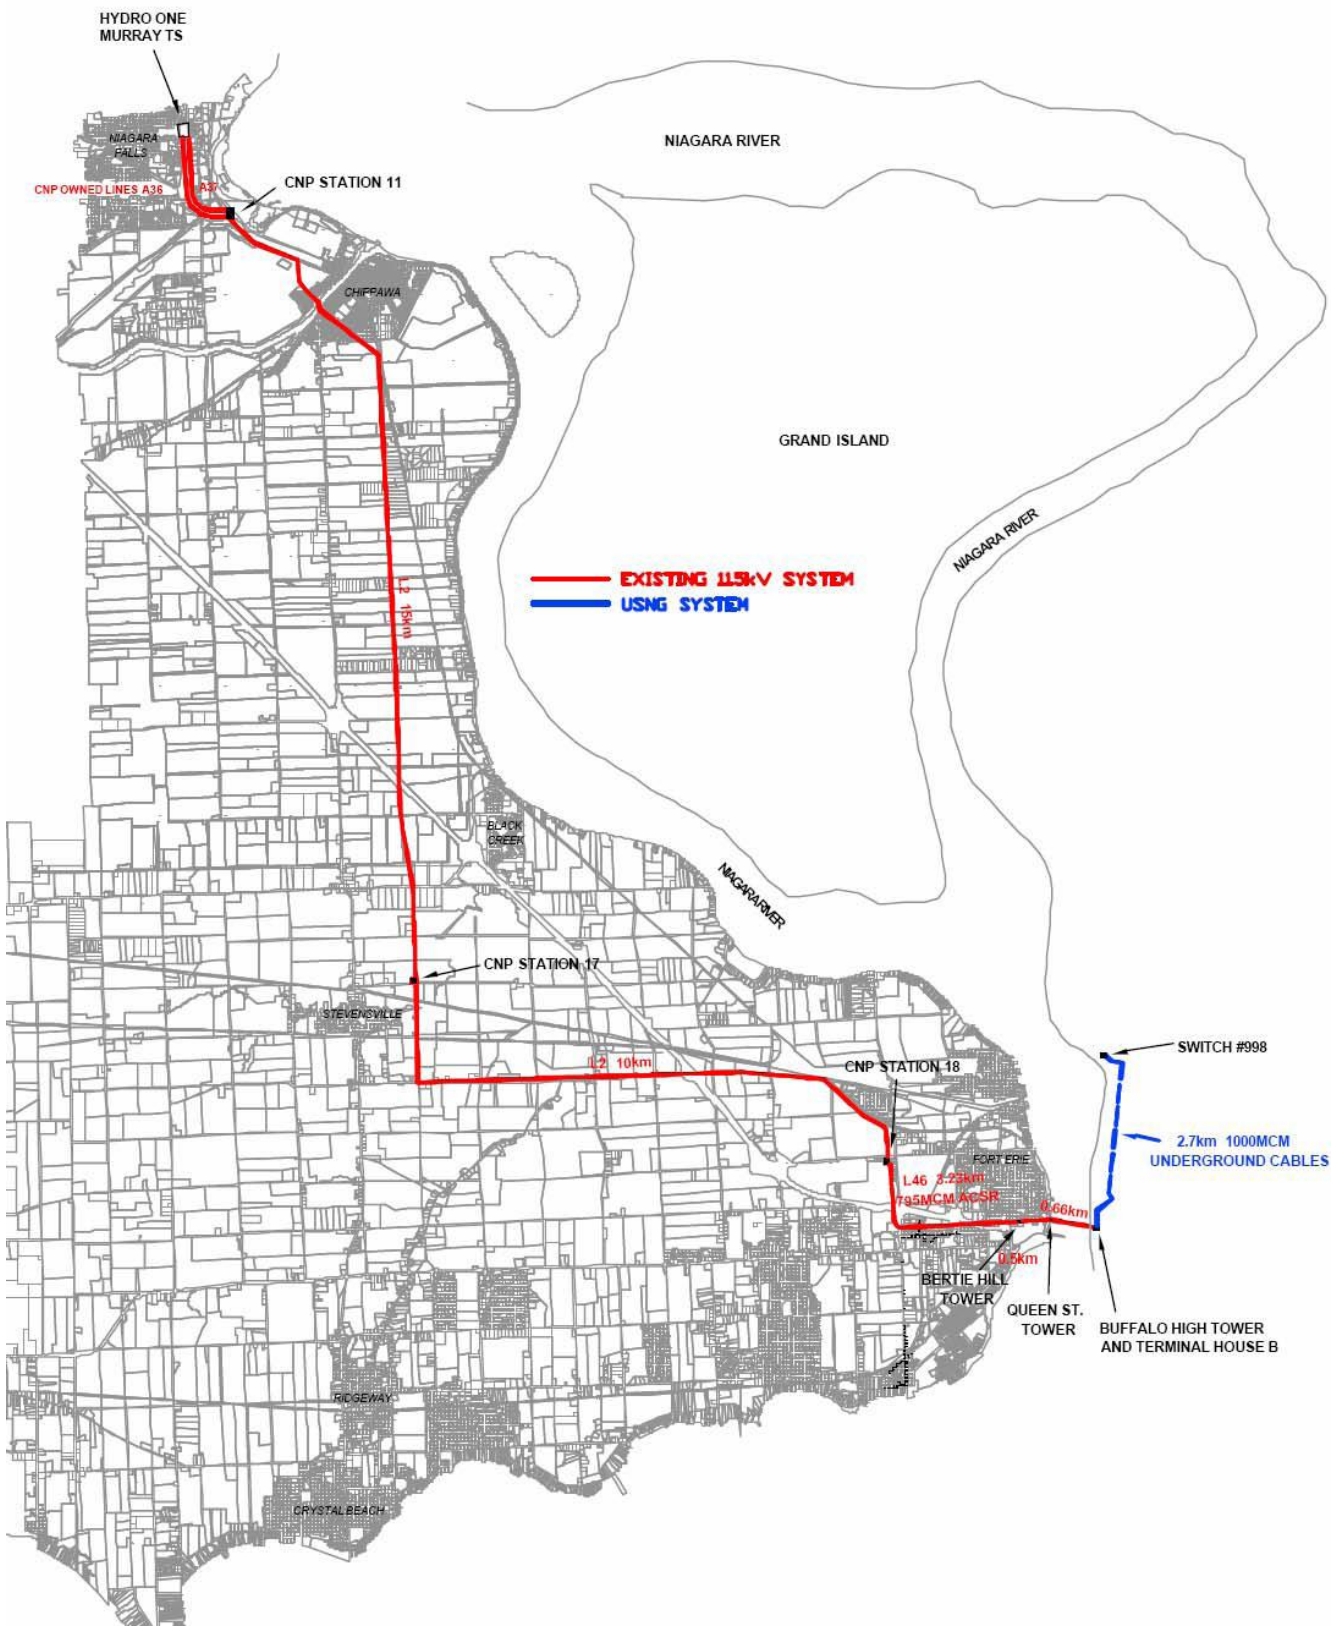 HYDRO ONE
MURRAY TS
NIAGARA
FALLS
CNP OWNED LINES A36
A37
CNP STATION 11
NIAGARA RIVER
CHIPPAWA
GRAND ISLAND
NIAGARA RIVER
EXISTING 115kV SYSTEM
USNG SYSTEM
L2 15km
BLACK
CREEK
NIAGARA RIVER
CNP STATION 17
STEVENSVILLE
L2 10km
CNP STATION 18
SWITCH #998
2.7km 1000MCM
UNDERGROUND CABLES
FORT ERIE
L46 3.23km
795MCM ACSR
0.66km
0.5km
BERTIE HILL
TOWER
QUEEN ST.
TOWER
BUFFALO HIGH TOWER
AND TERMINAL HOUSE B
RIDGEWAY
CRYSTAL BEACH